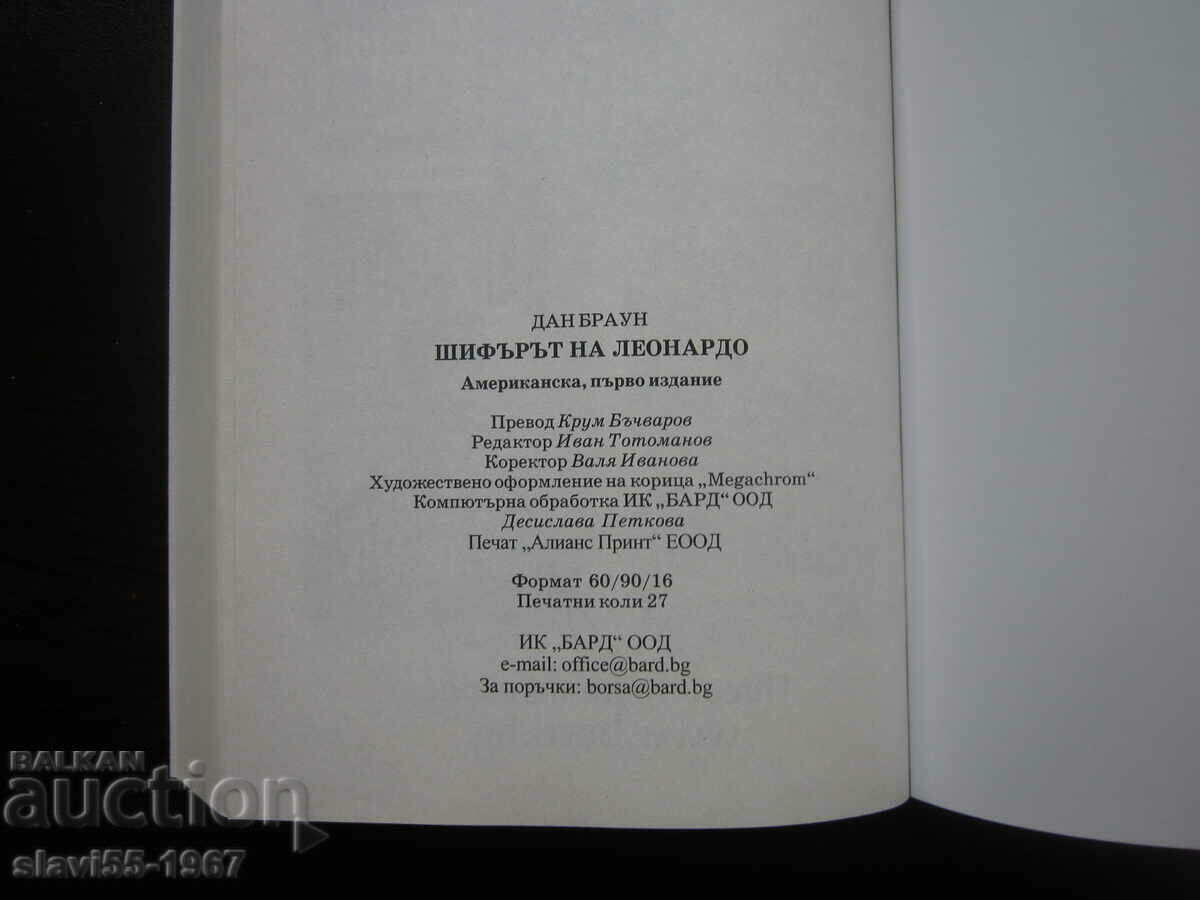 ДАН БРАУН
ШИФЪРЪТ НА ЛЕОНАРДО
Американска, първо издание
Превод Крум Бъчваров
Редактор Иван Тотоманов
Коректор Валя Иванова
Художествено оформление на корица „Megachrom“
Компютърна обработка ИК „БАРД“ ООД
Десислава Петкова
Печат „Алианс Принт“ ЕООД
Формат 60/90/16
Печатни коли 27
ИК „БАРД“ ООД
e-mail: office@bard.bg
За поръчки: borsa@bard.bg
BALKAN
auction
slavi55-1967